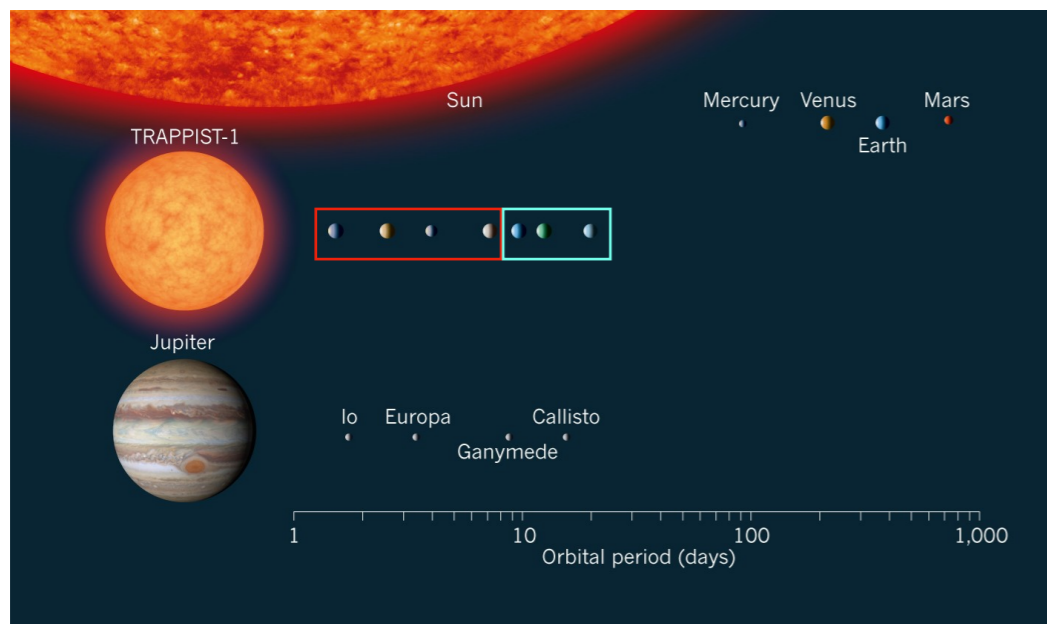 Sun
Mercury
Venus
Mars
Earth
TRAPPIST-1
Jupiter
Io
Europa
Callisto
Ganymede
1
10
100
1,000
Orbital period (days)